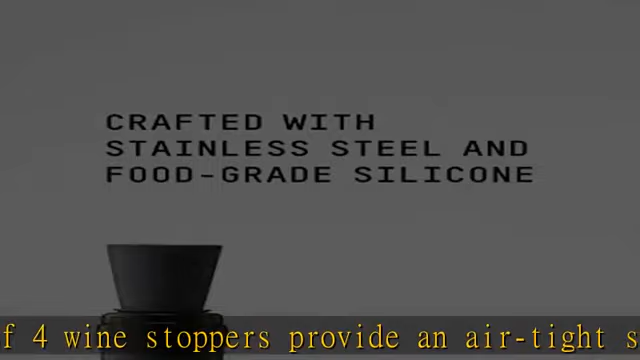 CRAFTED WITH
STAINLESS STEEL AND
FOOD-GRADE SILICONE
f 4 wine stoppers provide an air-tight s